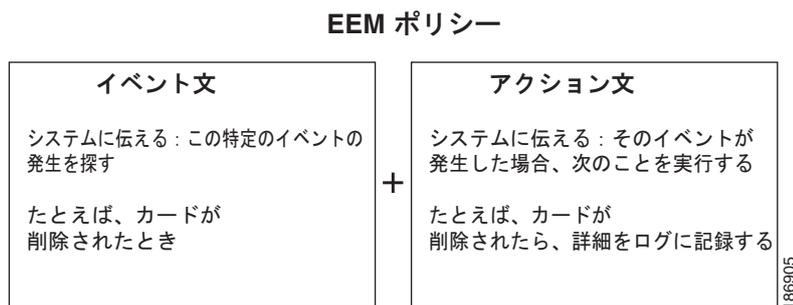 EEM ポリシー
イベント文
システムに伝える：この特定のイベントの
発生を探す
たとえば、カードが
削除されたとき
+
アクション文
システムに伝える：そのイベントが
発生した場合、次のことを実行する
たとえば、カードが
削除されたら、詳細をログに記録する
186905